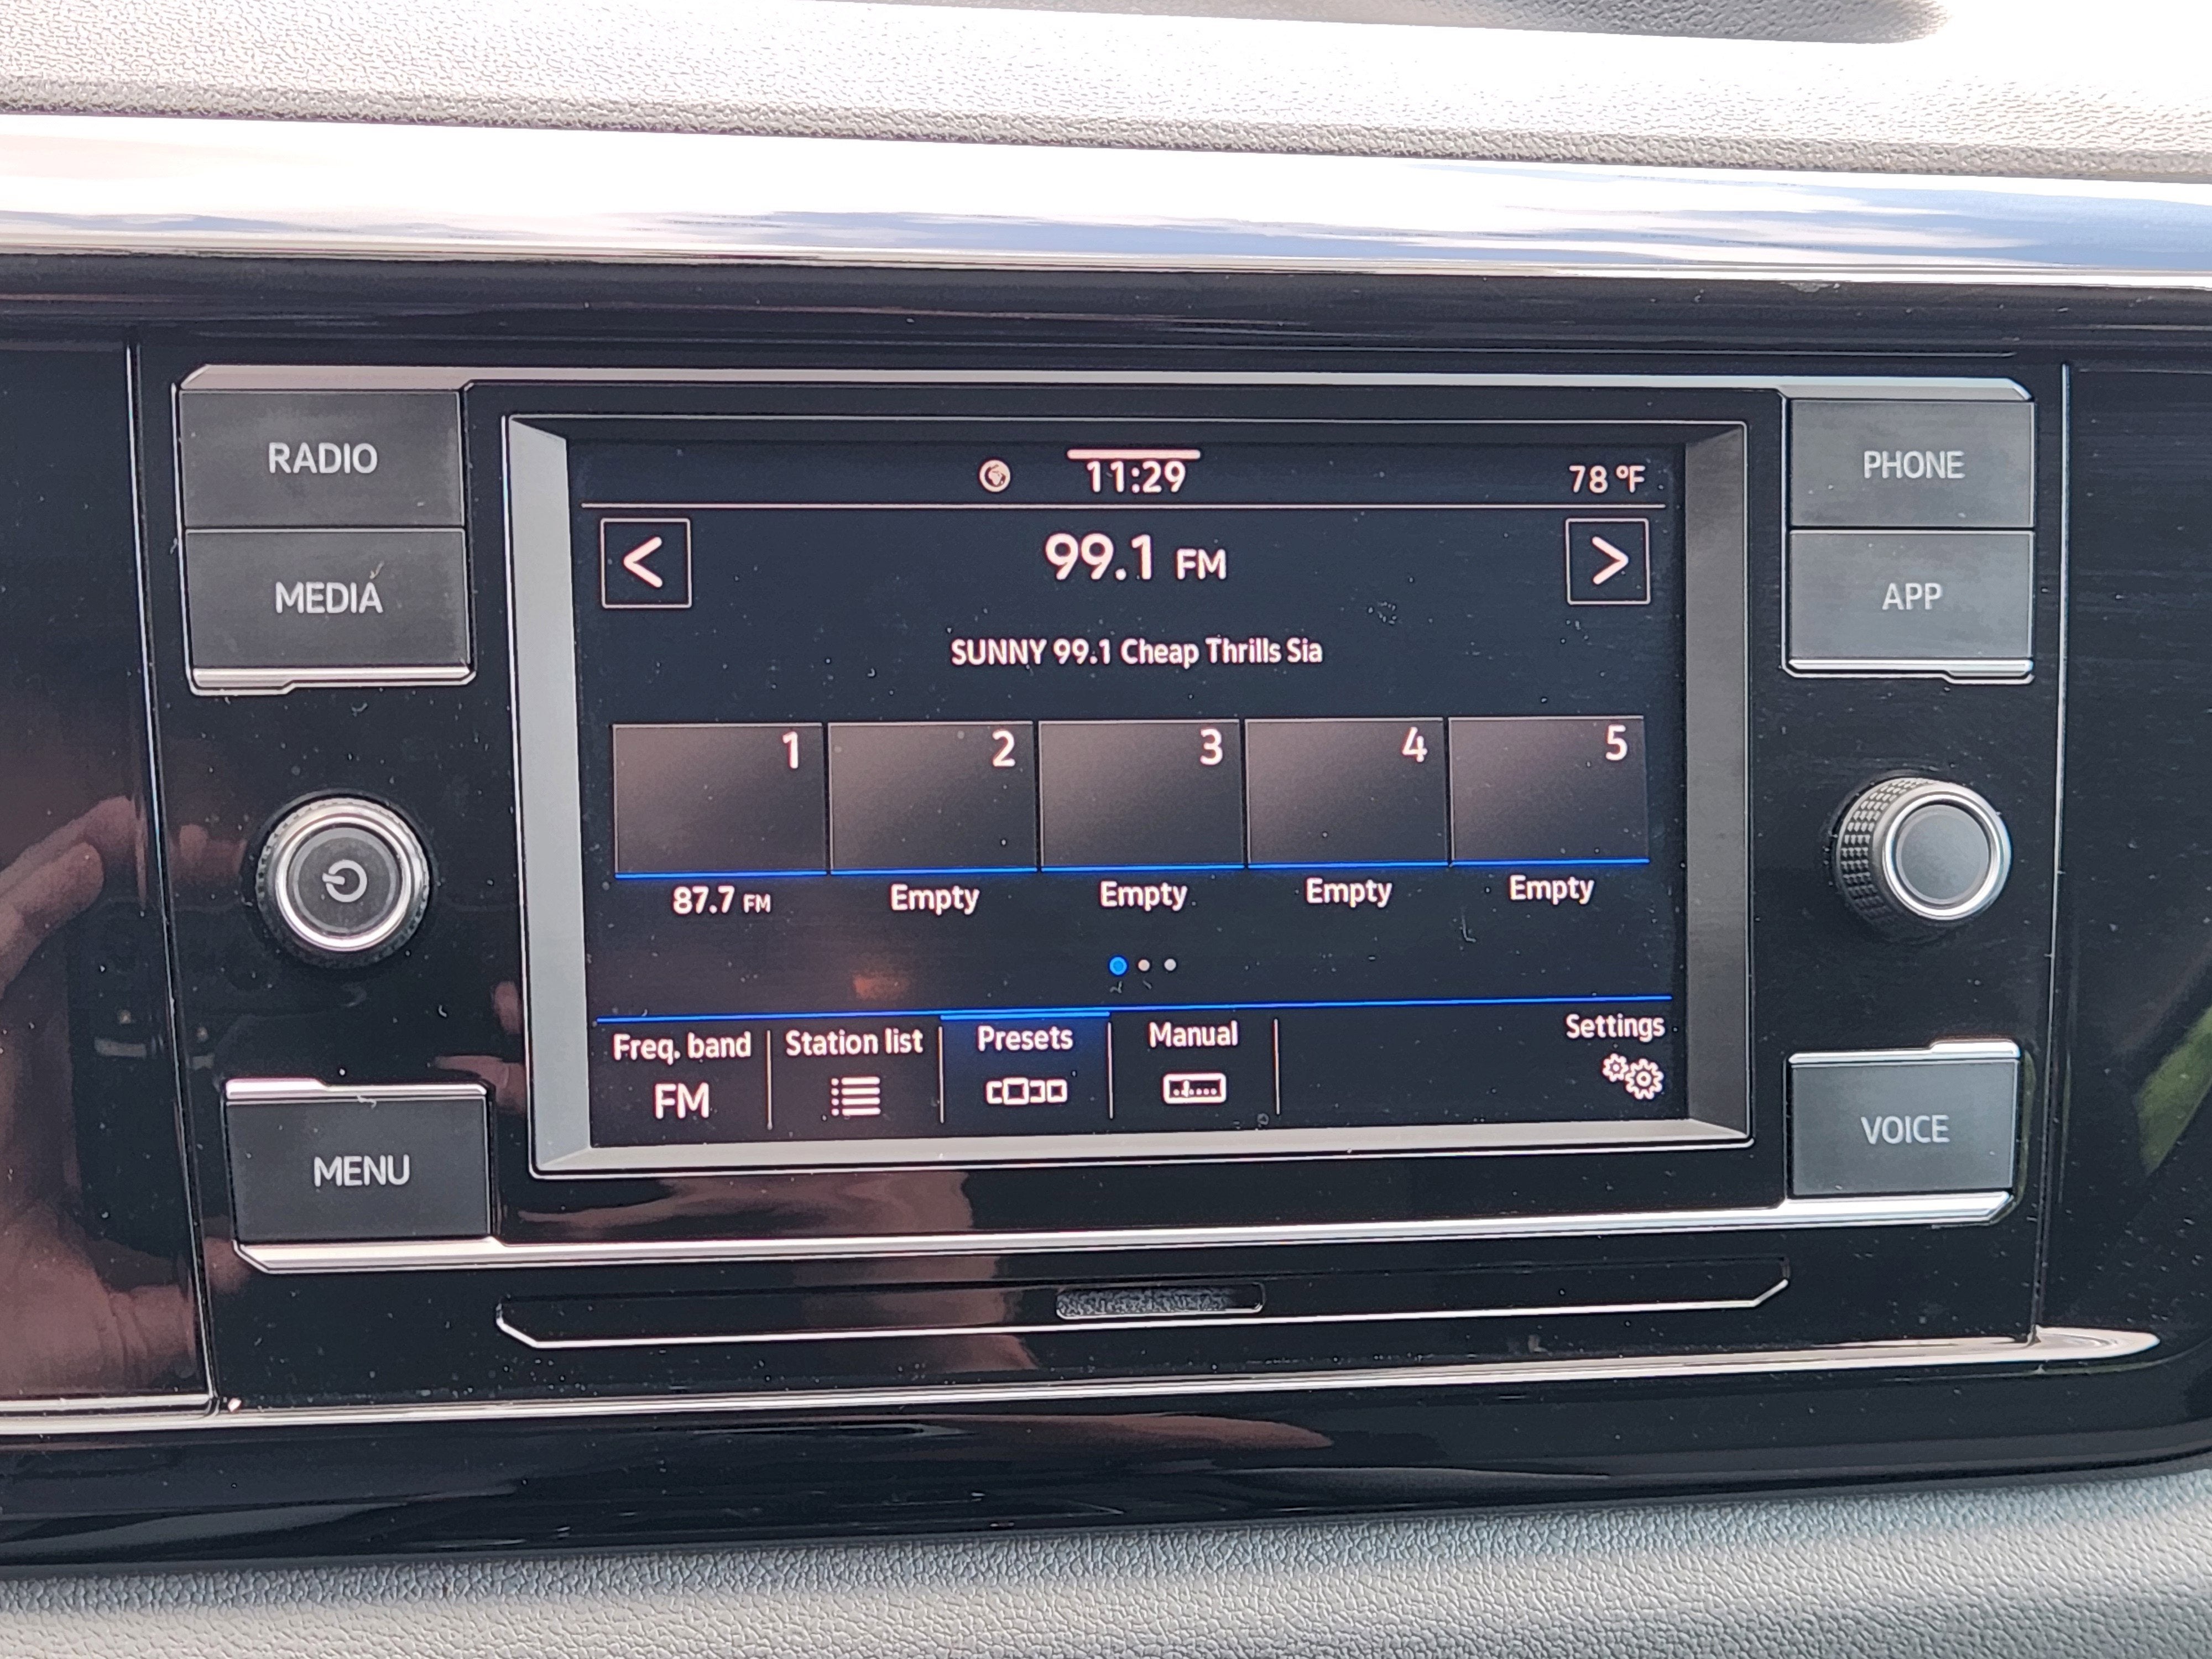 RADIO
MEDIA
MENU
11:29
78 °F
<
99.1 FM
>
SUNNY 99.1 Cheap Thrills Sia
1
2
3
4
5
87.7 FM
Empty
Empty
Empty
Empty
Freq. band
FM
Station list
Presets
Manual
Settings
PHONE
APP
VOICE